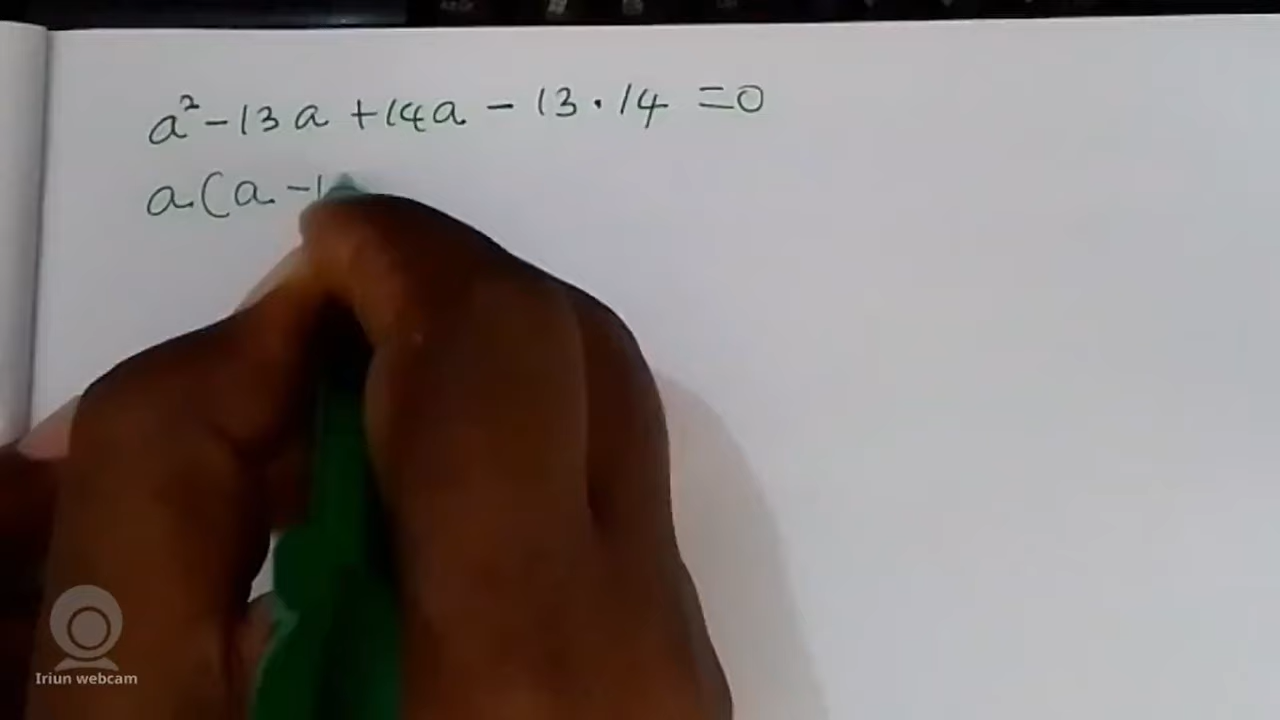 a² - 13a + 14a - 13 · 14 = 0
a(a - 1
Iriun webcam